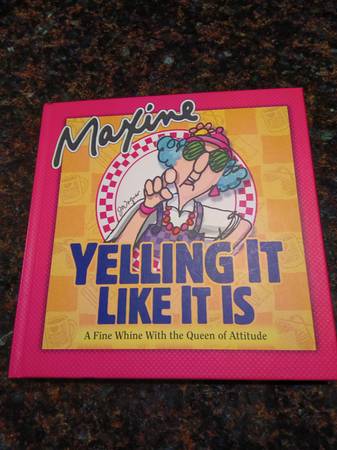 Maxine
YELLING IT
LIKE IT IS
A Fine Whine With the Queen of Attitude